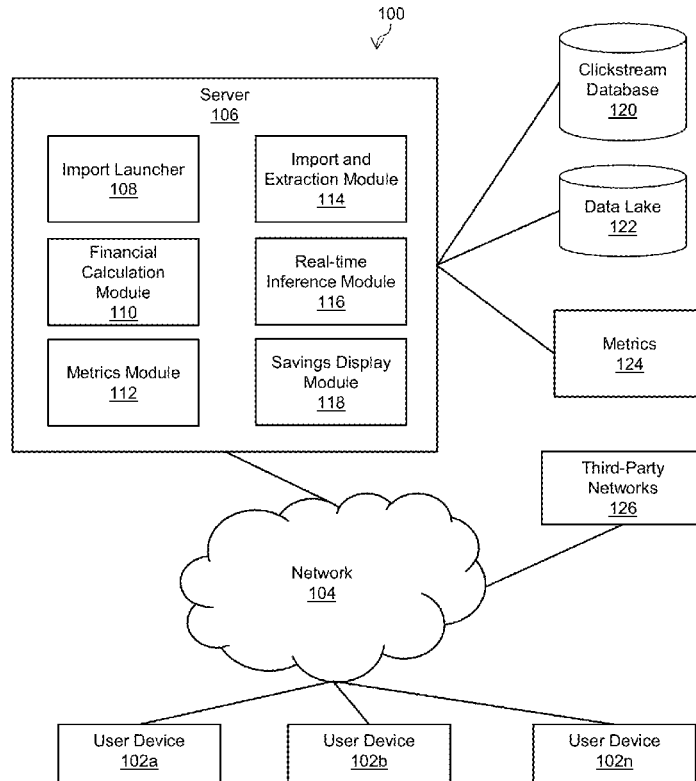 100
Server
106
Import Launcher
108
Import and
Extraction Module
114
Financial
Calculation
Module
110
Real-time
Inference Module
116
Metrics Module
112
Savings Display
Module
118
Clickstream
Database
120
Data Lake
122
Metrics
124
Third-Party
Networks
126
Network
104
User Device
102a
User Device
102b
User Device
102n